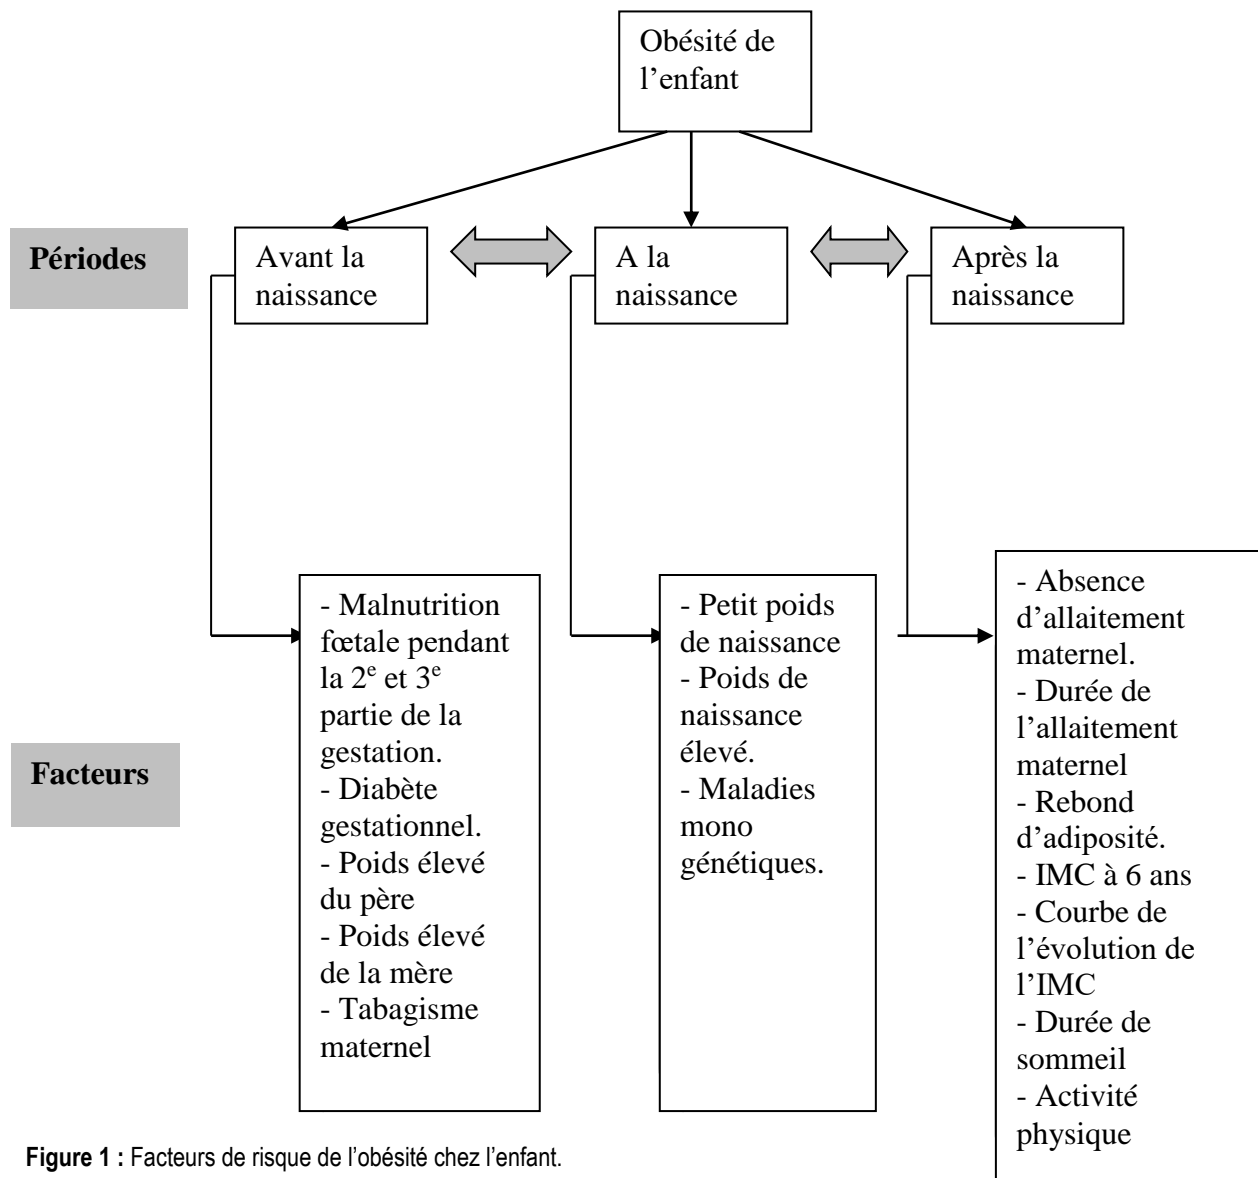 Obésité de
l’enfant
Périodes
Avant la
naissance
A la
naissance
Après la
naissance
Facteurs
- Malnutrition
fœtale pendant
la 2e et 3e
partie de la
gestation.
- Diabète
gestationnel.
- Poids élevé
du père
- Poids élevé
de la mère
- Tabagisme
maternel
- Petit poids
de naissance
- Poids de
naissance
élevé.
- Maladies
mono
génétiques.
- Absence
d’allaitement
maternel.
- Durée de
l’allaitement
maternel
- Rebond
d’adiposité.
- IMC à 6 ans
- Courbe de
l’évolution de
l’IMC
- Durée de
sommeil
- Activité
physique
Figure 1 : Facteurs de risque de l’obésité chez l’enfant.